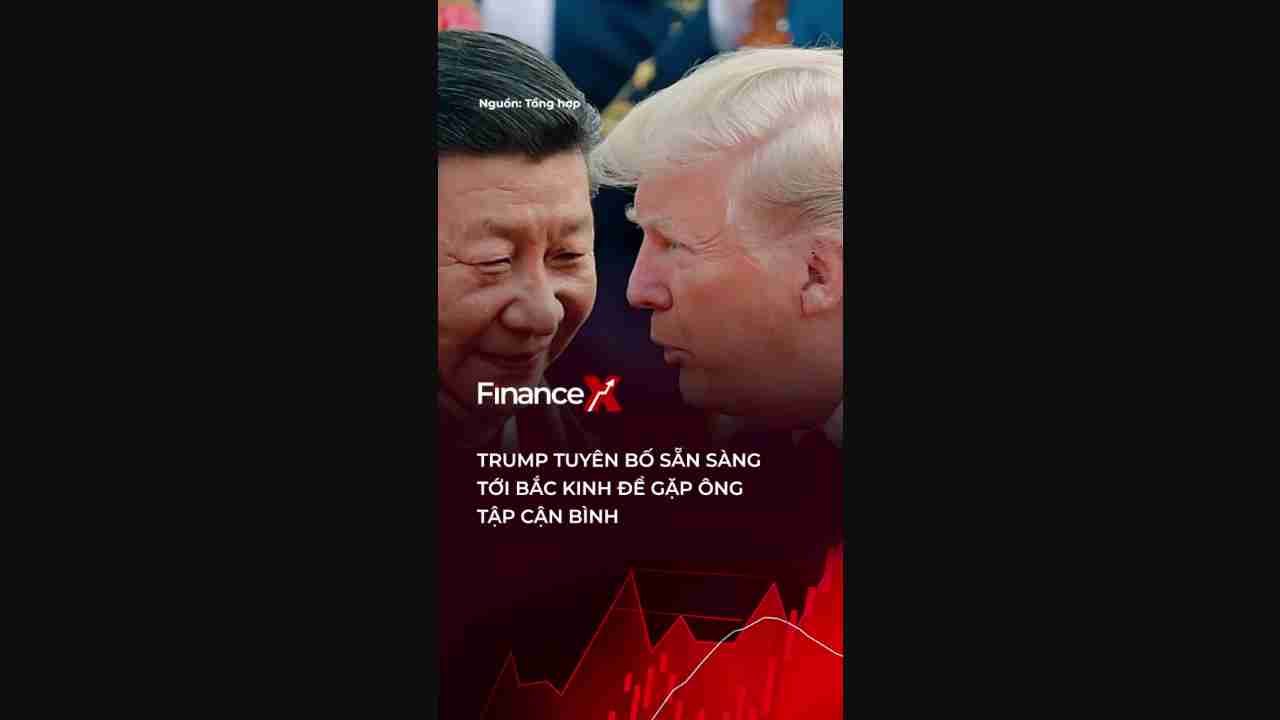 Nguồn: Tổng hợp
FinanceX
TRUMP TUYÊN BỐ SẴN SÀNG
TỚI BẮC KINH ĐỂ GẶP ÔNG
TẬP CẬN BÌNH